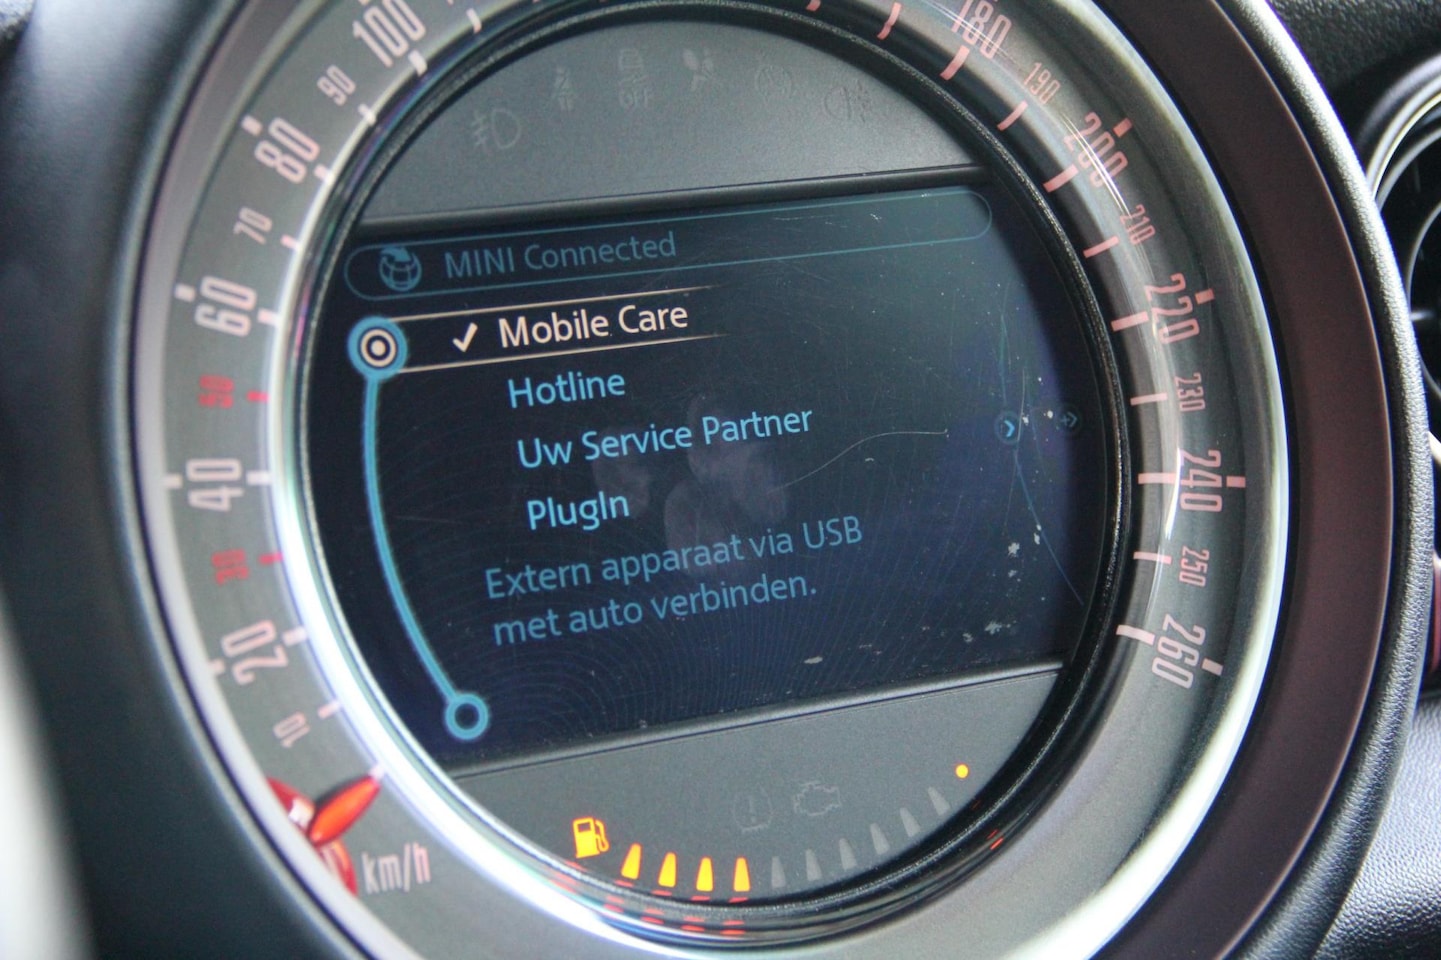 MINI Connected
Mobile Care
Hotline
Uw Service Partner
PlugIn
Extern apparaat via USB
met auto verbinden.
OFF
10
20
30
40
50
60
70
80
90
100
180
190
200
210
220
230
240
250
260
km/h